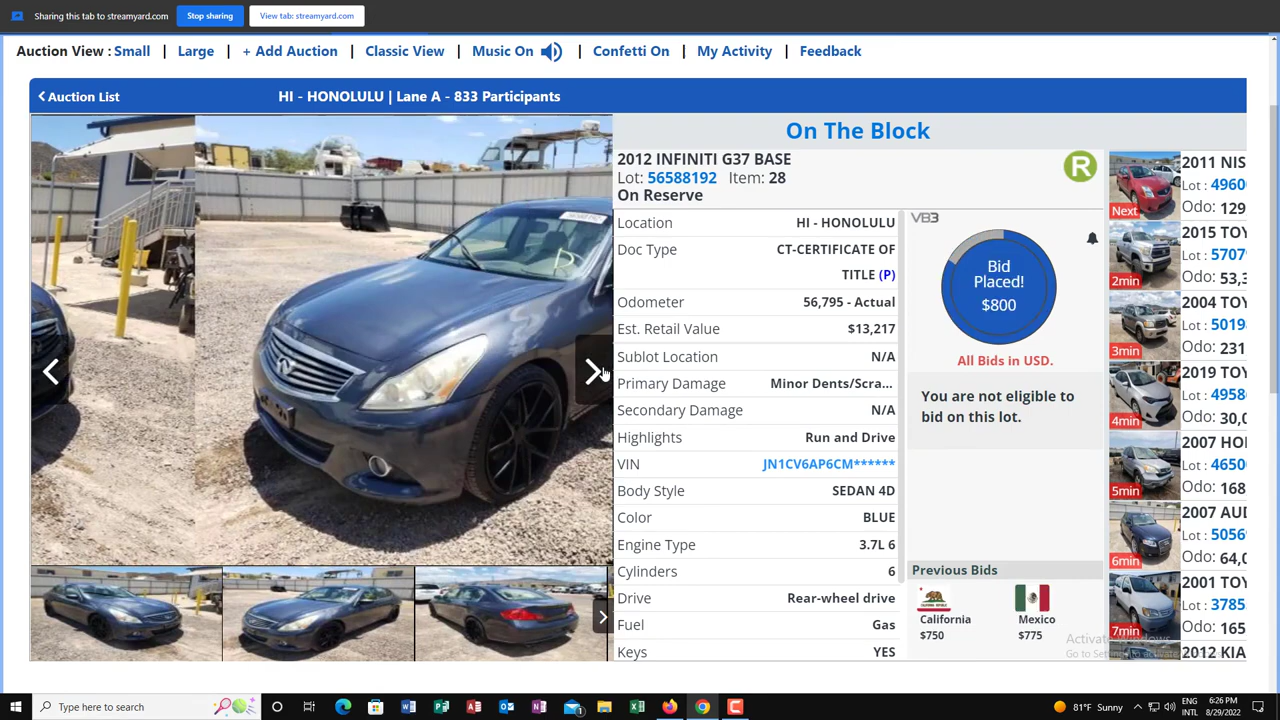 Sharing this tab to streamyard.com
Stop sharing
View tab: streamyard.com
Auction View : Small | Large | + Add Auction | Classic View | Music On | Confetti On | My Activity | Feedback
Auction List
HI - HONOLULU | Lane A - 833 Participants
On The Block
2012 INFINITI G37 BASE
Lot: 56588192 Item: 28
On Reserve
R
Location HI - HONOLULU
Doc Type CT-CERTIFICATE OF
TITLE (P)
Odometer 56,795 - Actual
Est. Retail Value $13,217
Sublot Location N/A
Primary Damage Minor Dents/Scra...
Secondary Damage N/A
Highlights Run and Drive
VIN JN1CV6AP6CM******
Body Style SEDAN 4D
Color BLUE
Engine Type 3.7L 6
Cylinders 6
Drive Rear-wheel drive
Fuel Gas
Keys YES
VB3
Bid
Placed!
$800
All Bids in USD.
You are not eligible to
bid on this lot.
Previous Bids
California
$750
Mexico
$775
2011 NIS
Lot : 4960
Odo: 129
Next
2015 TOY
Lot : 5707
Odo: 53,3
2min
2004 TOY
Lot : 5019
Odo: 231
3min
2019 TOY
Lot : 4958
Odo: 30,0
4min
2007 HO
Lot : 4650
Odo: 168
5min
2007 AUD
Lot : 5056
Odo: 64,0
6min
2001 TOY
Lot : 3785
Odo: 165
7min
2012 KIA
Activate Windows
Go to Settings to activate
Type here to search
81°F Sunny
ENG
INTL
6:26 PM
8/29/2022